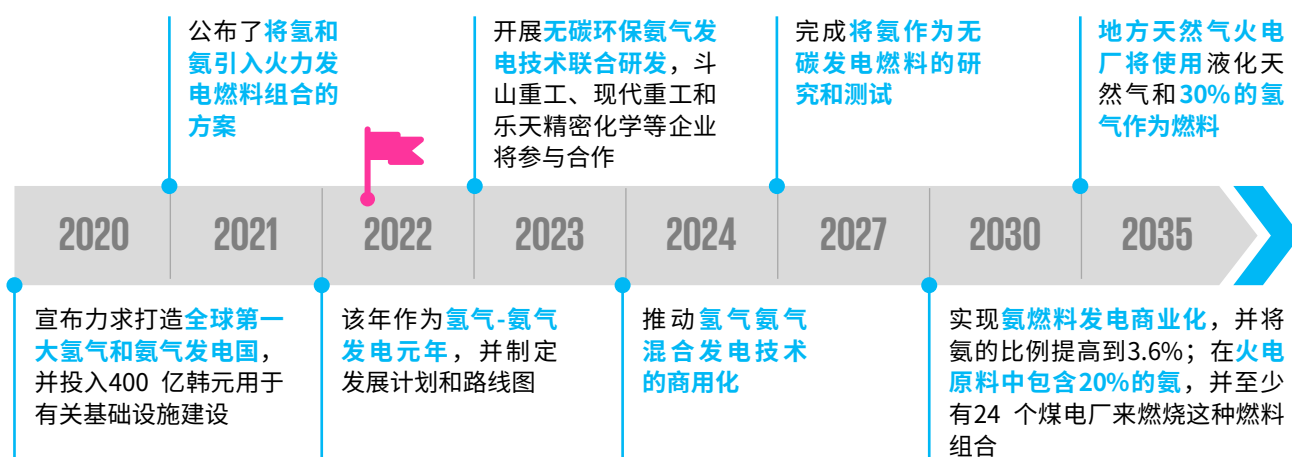 公布了将氢和
氨引入火力发
电燃料组合的
方案
开展无碳环保氨气发
电技术联合研发，斗
山重工、现代重工和
乐天精密化学等企业
将参与合作
完成将氨作为无
碳发电燃料的研
究和测试
地方天然气火电
厂将使用液化天
然气和30%的氢
气作为燃料
2020 2021 2022 2023 2024 2027 2030 2035
宣布力求打造全球第一
大氢气和氨气发电国，
并投入400 亿韩元用于
有关基础设施建设
该年作为氢气-氨气
发电元年，并制定
发展计划和路线图
推动氢气氨气
混合发电技术
的商用化
实现氨燃料发电商业化，并将
氨的比例提高到3.6%；在火电
原料中包含20%的氨，并至少
有24 个煤电厂来燃烧这种燃料
组合